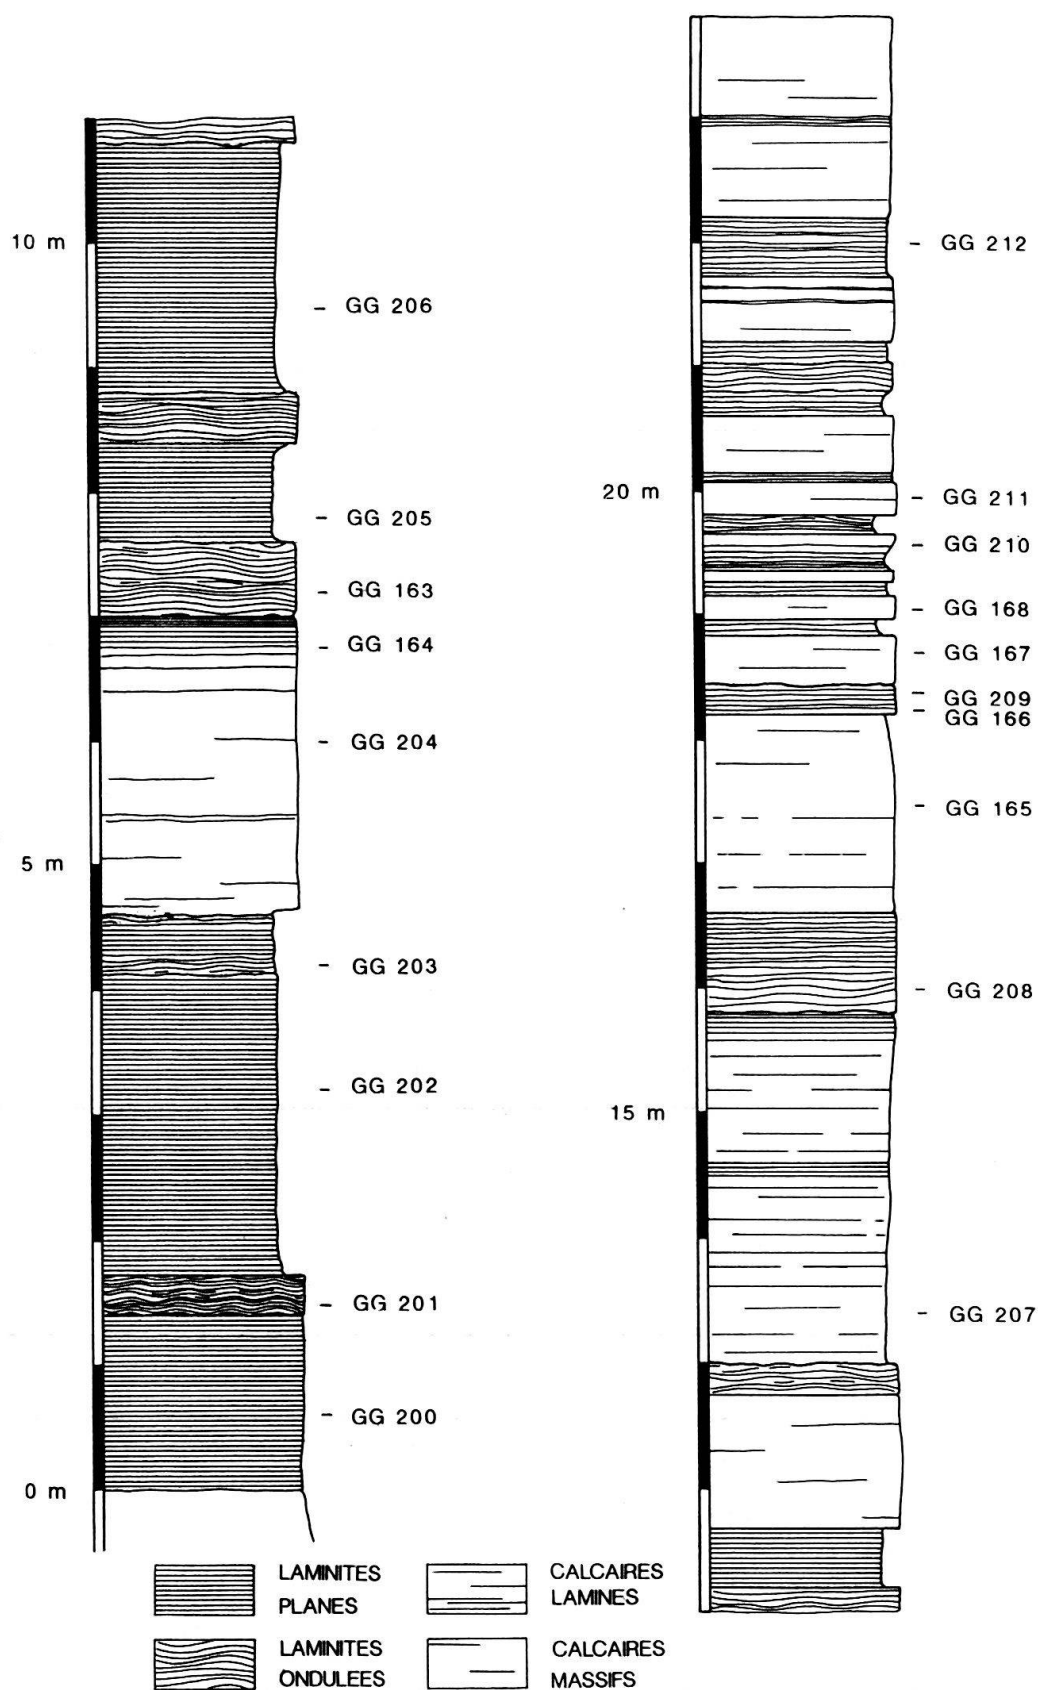 10 m
GG 206
GG 205
GG 163
GG 164
GG 204
5 m
GG 203
GG 202
GG 201
GG 200
0 m
GG 212
20 m
GG 211
GG 210
GG 168
GG 167
GG 209
GG 166
GG 165
GG 208
15 m
GG 207
LAMINITES
PLANES
CALCAIRES
LAMINES
LAMINITES
ONDULEES
CALCAIRES
MASSIFS